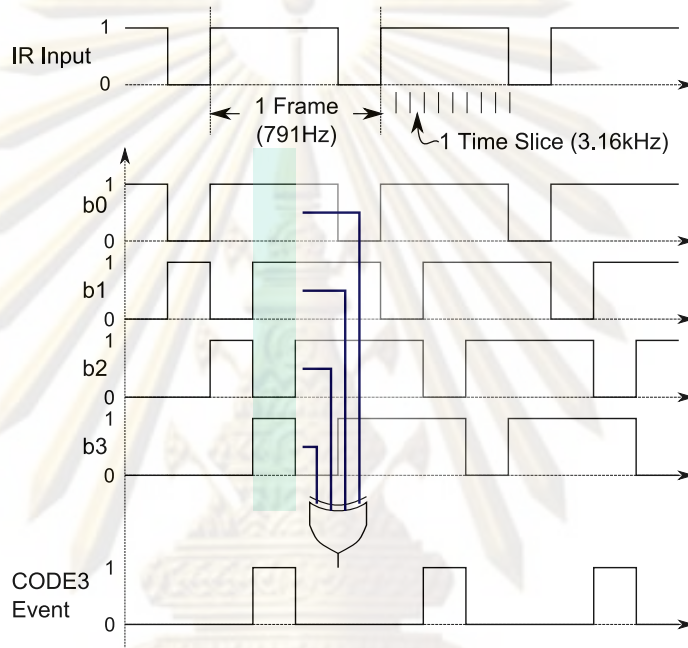 1
IR Input
0
1 Frame
(791Hz)
1 Time Slice (3.16kHz)
1
b0
0
1
b1
0
1
b2
0
1
b3
0
1
CODE3
Event
0